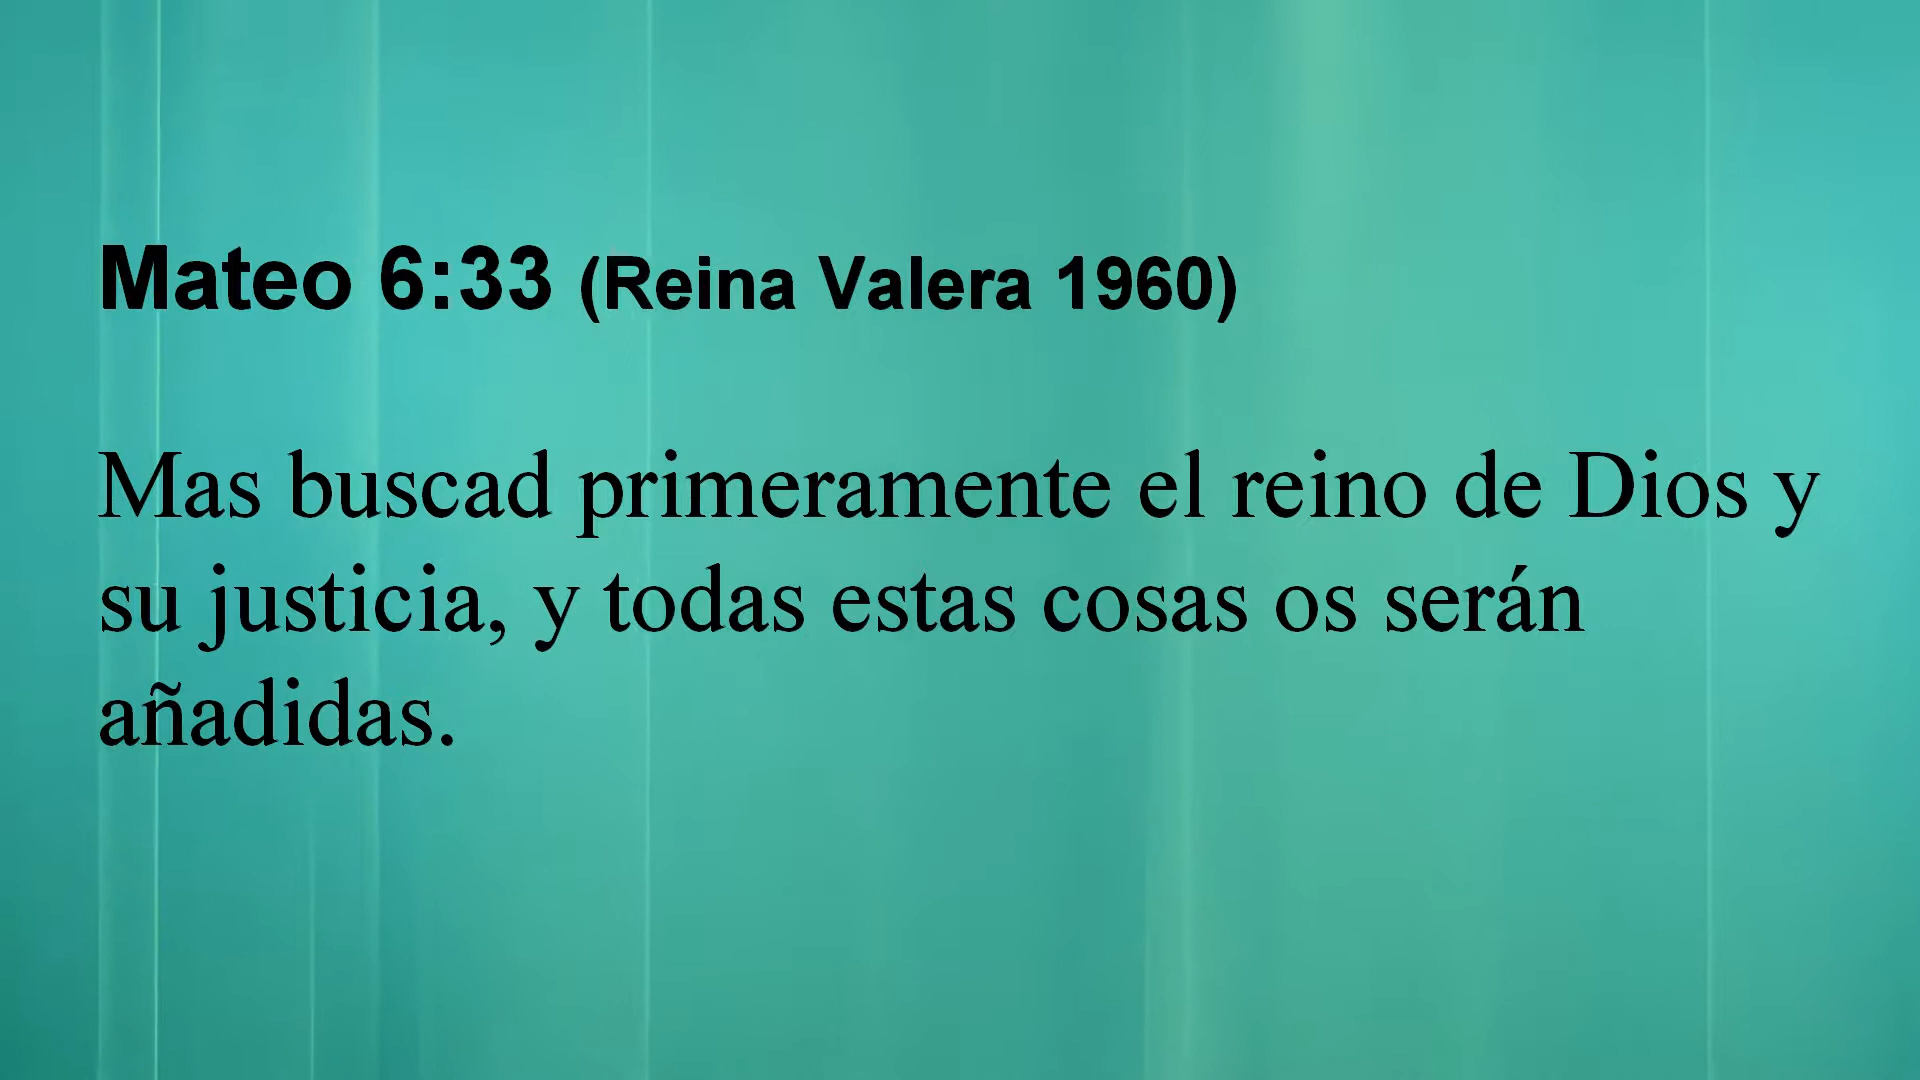 Mateo 6:33 (Reina Valera 1960)
Mas buscad primeramente el reino de Dios y
su justicia, y todas estas cosas os serán
añadidas.